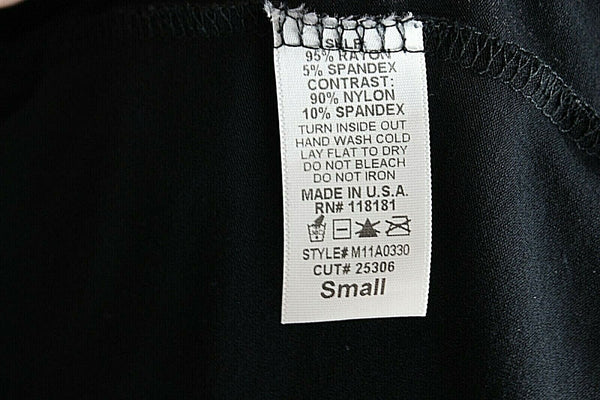 SELF
95% RAYON
5% SPANDEX
CONTRAST:
90% NYLON
10% SPANDEX
TURN INSIDE OUT
HAND WASH COLD
LAY FLAT TO DRY
DO NOT BLEACH
DO NOT IRON
MADE IN U.S.A.
RN# 118181
STYLE# M11A0330
CUT# 25306
Small